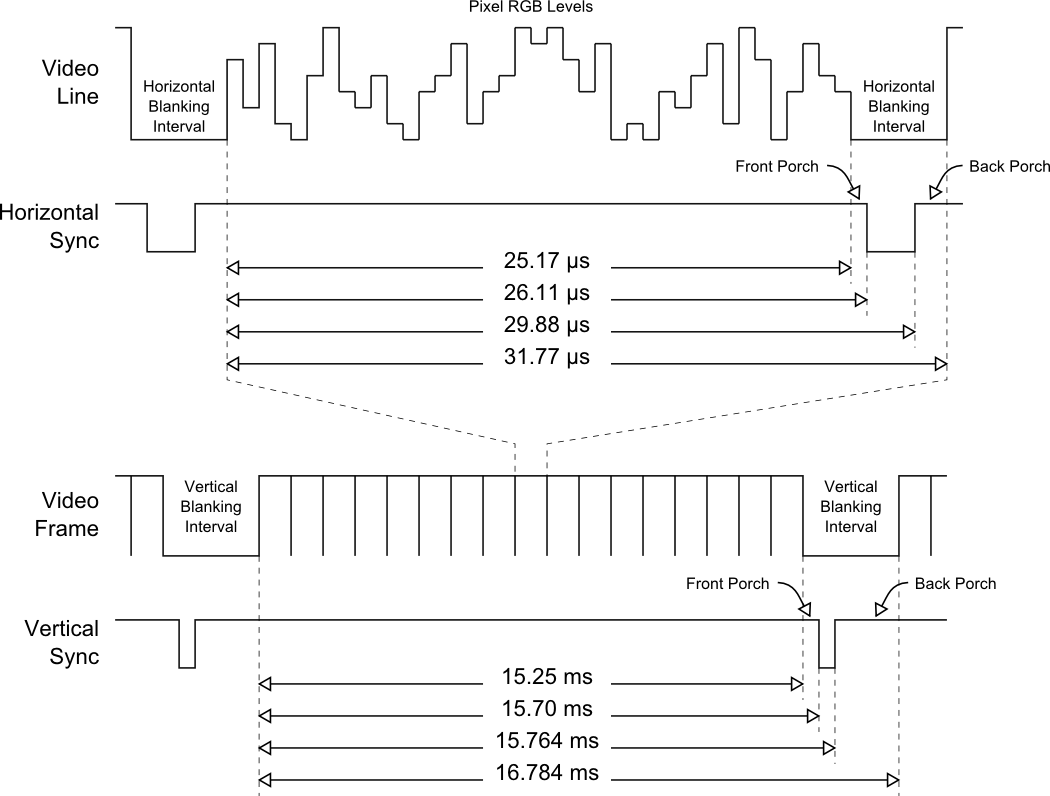 Pixel RGB Levels
Video
Line
Horizontal
Blanking
Interval
Horizontal
Blanking
Interval
Front Porch
Back Porch
Horizontal
Sync
25.17 µs
26.11 µs
29.88 µs
31.77 µs
Video
Frame
Vertical
Blanking
Interval
Vertical
Blanking
Interval
Front Porch
Back Porch
Vertical
Sync
15.25 ms
15.70 ms
15.764 ms
16.784 ms